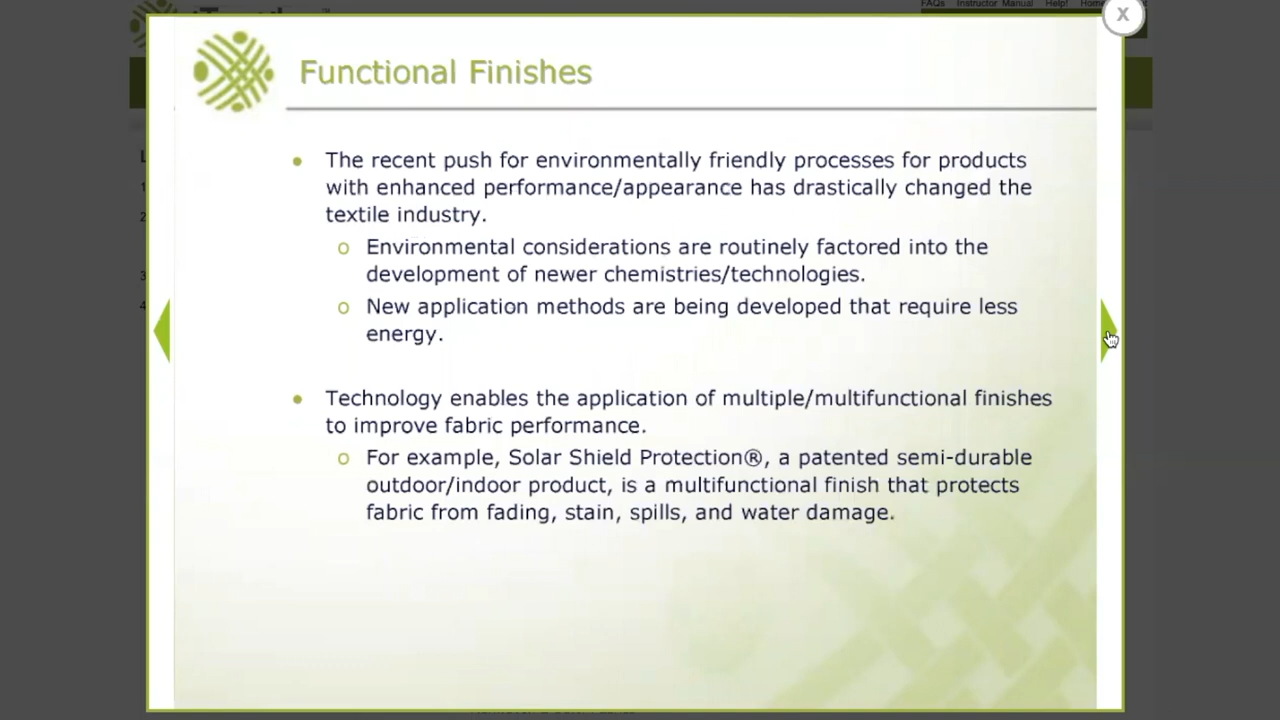 FAQs Instructor Manual Help! Home
X
Functional Finishes
• The recent push for environmentally friendly processes for products
with enhanced performance/appearance has drastically changed the
textile industry.
o Environmental considerations are routinely factored into the
development of newer chemistries/technologies.
o New application methods are being developed that require less
energy.
• Technology enables the application of multiple/multifunctional finishes
to improve fabric performance.
o For example, Solar Shield Protection®, a patented semi-durable
outdoor/indoor product, is a multifunctional finish that protects
fabric from fading, stain, spills, and water damage.